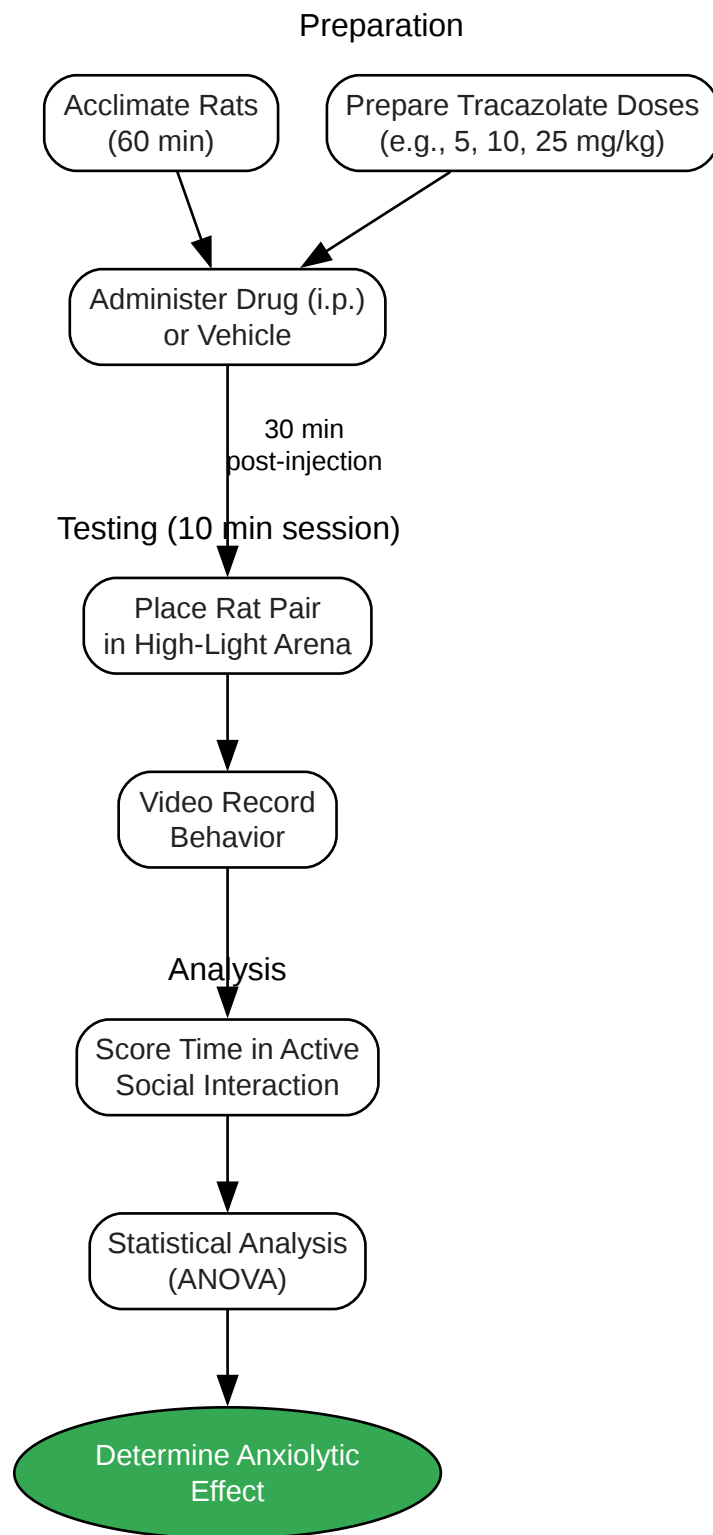 Preparation
Acclimate Rats
(60 min)
Prepare Tracazolate Doses
(e.g., 5, 10, 25 mg/kg)
Administer Drug (i.p.)
or Vehicle
30 min
post-injection
Testing (10 min session)
Place Rat Pair
in High-Light Arena
Video Record
Behavior
Analysis
Score Time in Active
Social Interaction
Statistical Analysis
(ANOVA)
Determine Anxiolytic
Effect